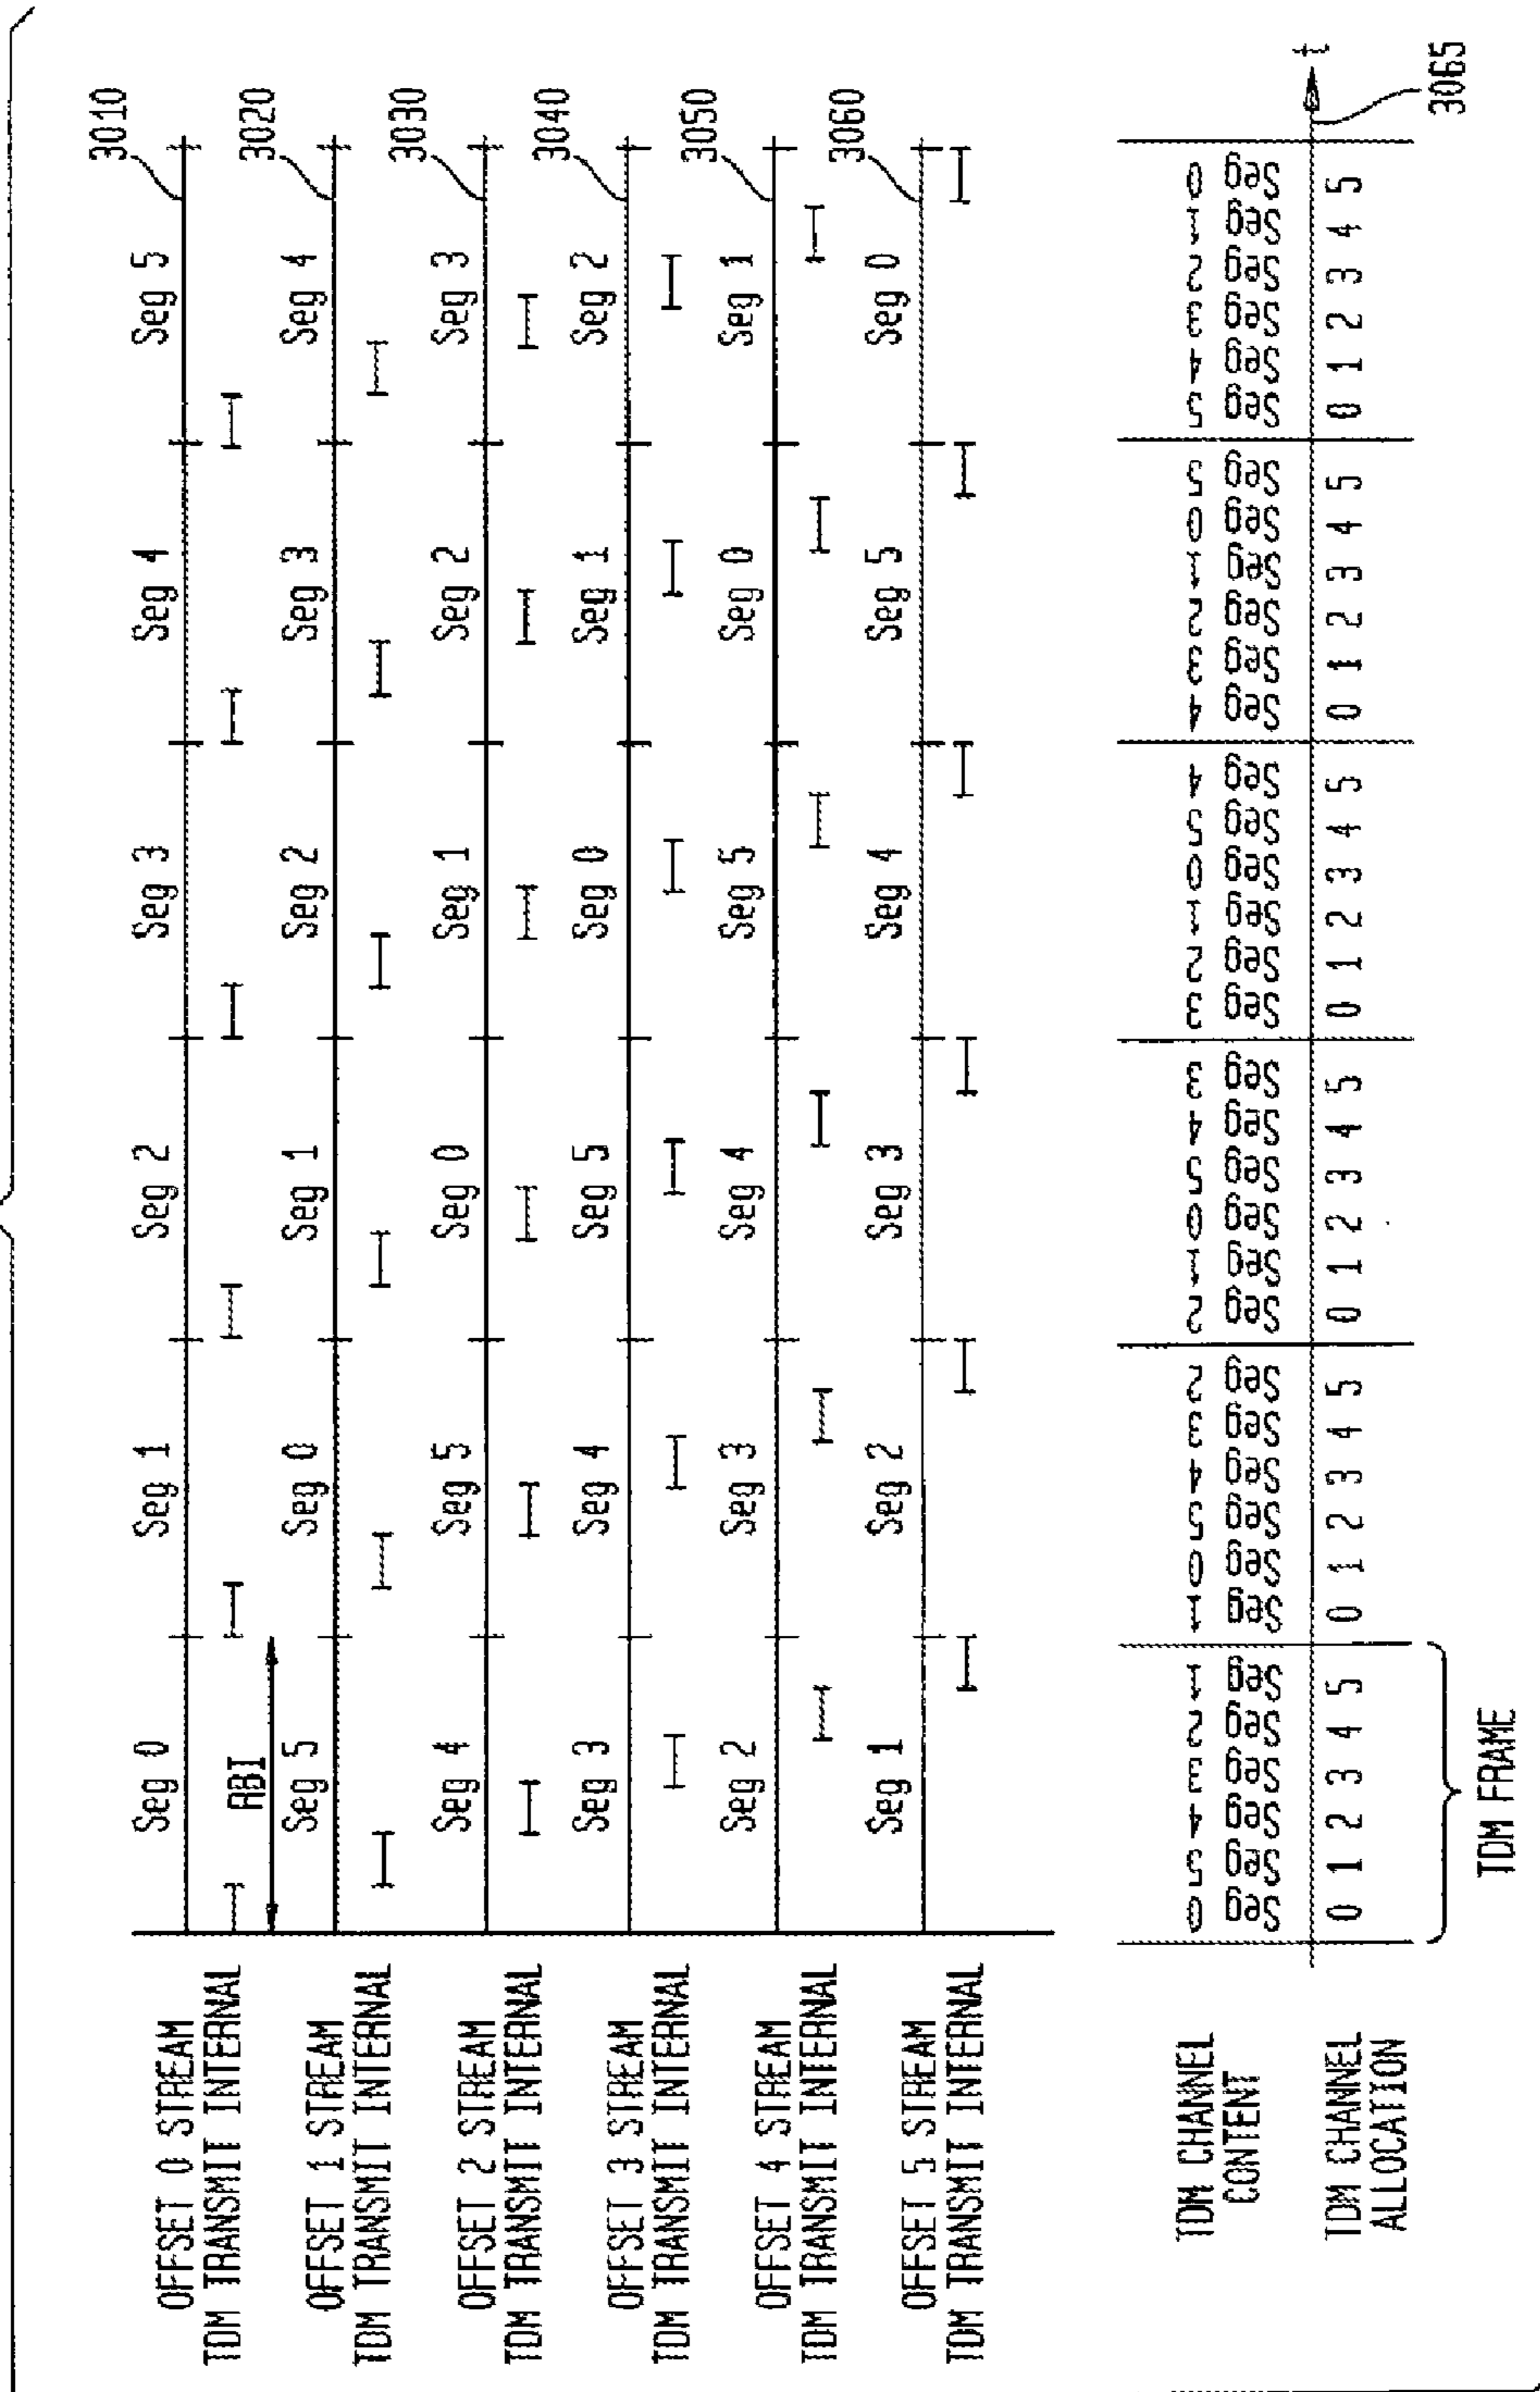 3010
OFFSET 0 STREAM
Seg 0 Seg 1 Seg 2 Seg 3 Seg 4 Seg 5
TDM TRANSMIT INTERNAL
RBI
3020
OFFSET 1 STREAM
Seg 5 Seg 0 Seg 1 Seg 2 Seg 3 Seg 4
TDM TRANSMIT INTERNAL
3030
OFFSET 2 STREAM
Seg 4 Seg 5 Seg 0 Seg 1 Seg 2 Seg 3
TDM TRANSMIT INTERNAL
3040
OFFSET 3 STREAM
Seg 3 Seg 4 Seg 5 Seg 0 Seg 1 Seg 2
TDM TRANSMIT INTERNAL
3050
OFFSET 4 STREAM
Seg 2 Seg 3 Seg 4 Seg 5 Seg 0 Seg 1
TDM TRANSMIT INTERNAL
3060
OFFSET 5 STREAM
Seg 1 Seg 2 Seg 3 Seg 4 Seg 5 Seg 0
TDM TRANSMIT INTERNAL
TDM CHANNEL
CONTENT
Seg 0 Seg 5 Seg 4 Seg 3 Seg 2 Seg 1 Seg 1 Seg 0 Seg 5 Seg 4 Seg 3 Seg 2 Seg 2 Seg 1 Seg 0 Seg 5 Seg 4 Seg 3 Seg 3 Seg 2 Seg 1 Seg 0 Seg 5 Seg 4 Seg 4 Seg 3 Seg 2 Seg 1 Seg 0 Seg 5 Seg 5 Seg 4 Seg 3 Seg 2 Seg 1 Seg 0
t
TDM CHANNEL
ALLOCATION
0 1 2 3 4 5 0 1 2 3 4 5 0 1 2 3 4 5 0 1 2 3 4 5 0 1 2 3 4 5 0 1 2 3 4 5
3065
TDM FRAME